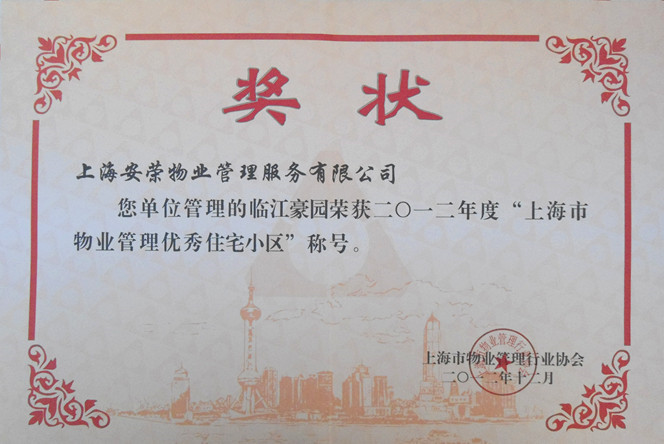 奖状
上海安荣物业管理服务有限公司
您单位管理的临江豪园荣获二〇一二年度“上海市
物业管理优秀住宅小区”称号。
上海市物业管理行业协会
二〇一二年十二月